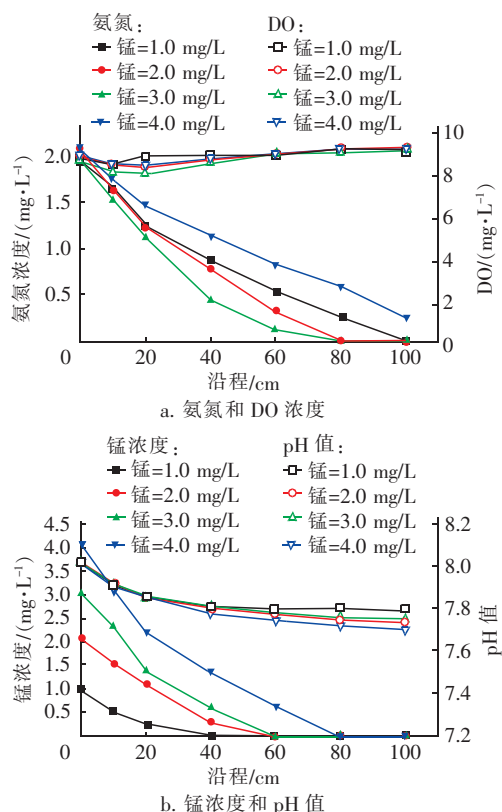 氨氮： DO：
锰=1.0 mg/L 锰=1.0 mg/L
锰=2.0 mg/L 锰=2.0 mg/L
锰=3.0 mg/L 锰=3.0 mg/L
锰=4.0 mg/L 锰=4.0 mg/L
氨氮浓度/(mg·L⁻¹)
2.0
1.5
1.0
0.5
0 20 40 60 80 100
沿程/cm
10
8
6
4
2
0
DO/(mg·L⁻¹)
a. 氨氮和 DO 浓度
锰浓度： pH 值：
锰=1.0 mg/L 锰=1.0 mg/L
锰=2.0 mg/L 锰=2.0 mg/L
锰=3.0 mg/L 锰=3.0 mg/L
锰=4.0 mg/L 锰=4.0 mg/L
锰浓度/(mg·L⁻¹)
4.5
4.0
3.5
3.0
2.5
2.0
1.5
1.0
0.5
0 20 40 60 80 100
沿程/cm
8.2
8.0
7.8
7.6
7.4
7.2
pH 值
b. 锰浓度和 pH 值